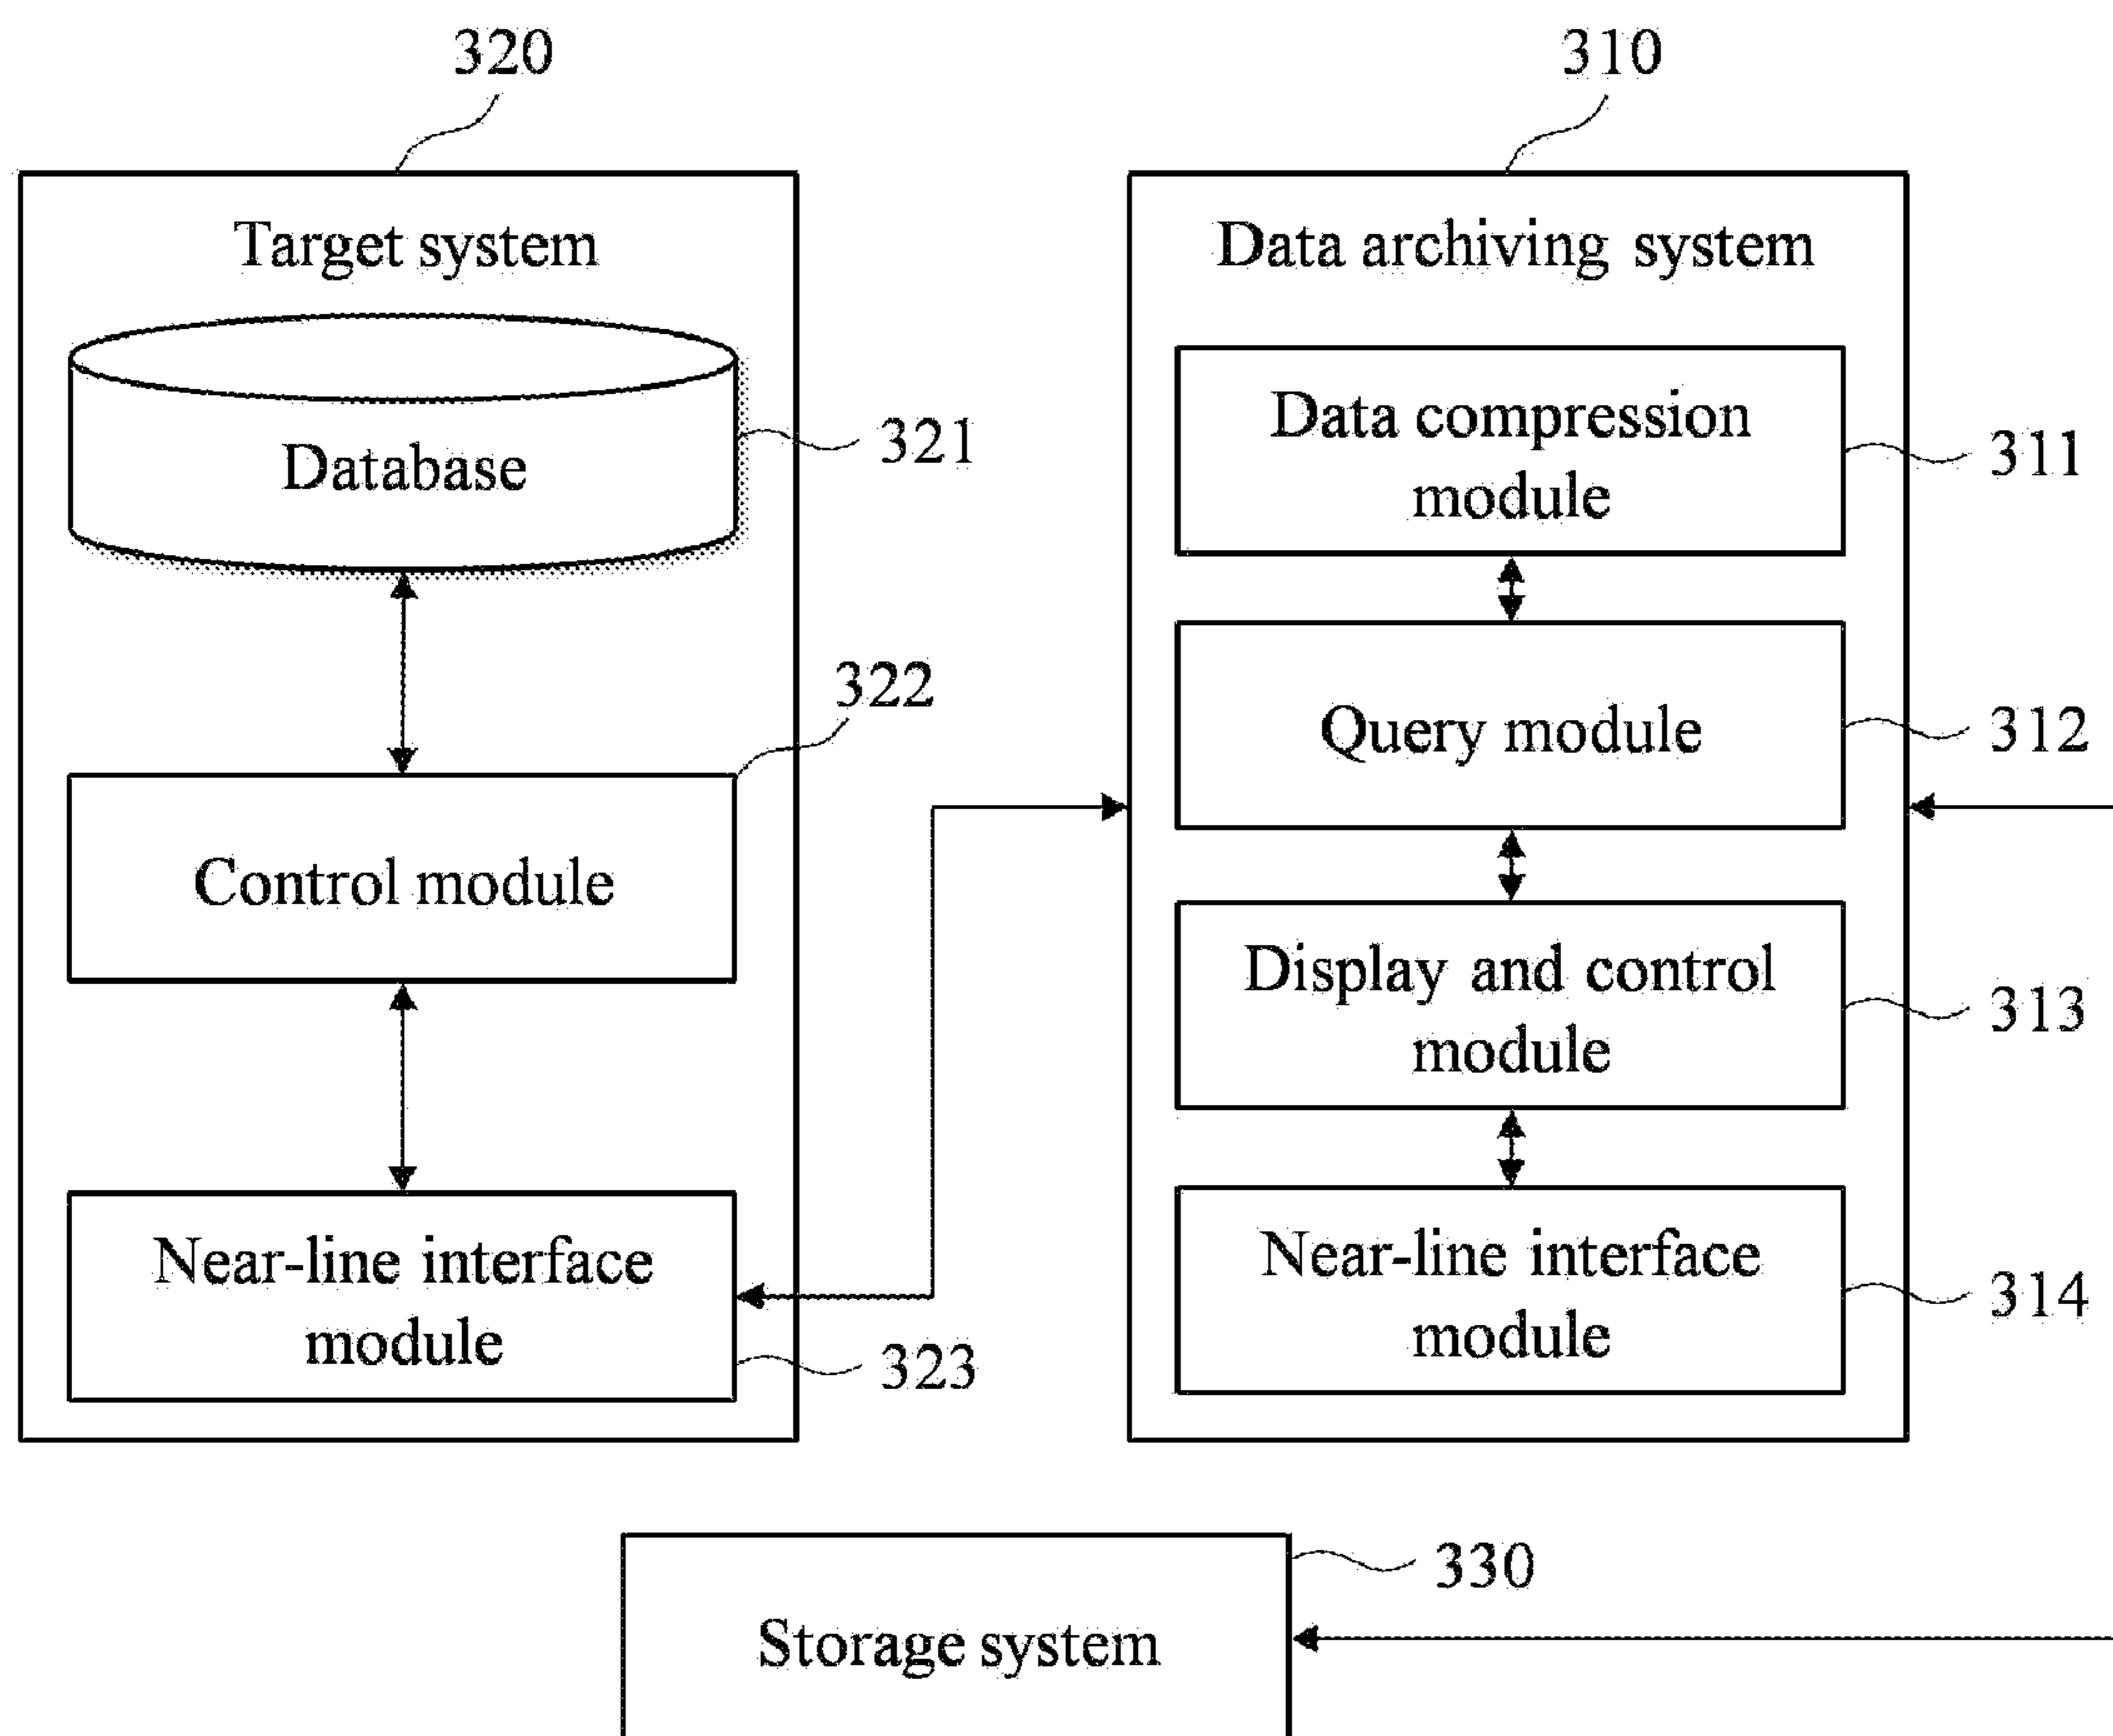 320
310
Target system
Data archiving system
Database
321
Data compression
module
311
322
Query module
312
Control module
Display and control
module
313
Near-line interface
module
323
Near-line interface
module
314
330
Storage system